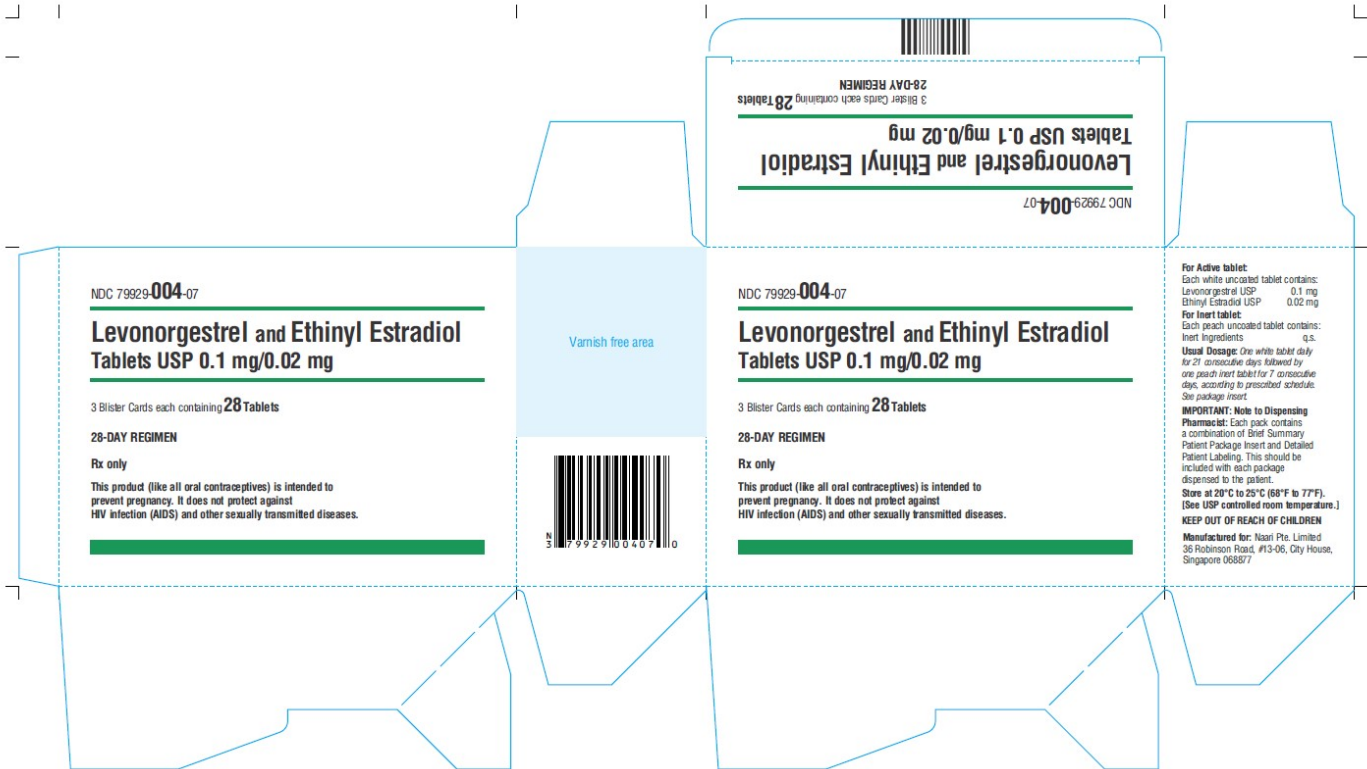 3 Blister Cards each containing 28 Tablets
28-DAY REGIMEN
Levonorgestrel and Ethinyl Estradiol
Tablets USP 0.1 mg/0.02 mg
NDC 79929-004-07
NDC 79929-004-07
Levonorgestrel and Ethinyl Estradiol
Tablets USP 0.1 mg/0.02 mg
3 Blister Cards each containing 28 Tablets
28-DAY REGIMEN
Rx only
This product (like all oral contraceptives) is intended to
prevent pregnancy. It does not protect against
HIV infection (AIDS) and other sexually transmitted diseases.
Varnish free area
N
3 79929 00407 0
NDC 79929-004-07
Levonorgestrel and Ethinyl Estradiol
Tablets USP 0.1 mg/0.02 mg
3 Blister Cards each containing 28 Tablets
28-DAY REGIMEN
Rx only
This product (like all oral contraceptives) is intended to
prevent pregnancy. It does not protect against
HIV infection (AIDS) and other sexually transmitted diseases.
For Active tablet:
Each white uncoated tablet contains:
Levonorgestrel USP 0.1 mg
Ethinyl Estradiol USP 0.02 mg
For Inert tablet:
Each peach uncoated tablet contains:
Inert Ingredients q.s.
Usual Dosage: One white tablet daily
for 21 consecutive days followed by
one peach inert tablet for 7 consecutive
days, according to prescribed schedule.
See package insert.
IMPORTANT: Note to Dispensing
Pharmacist: Each pack contains
a combination of Brief Summary
Patient Package Insert and Detailed
Patient Labeling. This should be
included with each package
dispensed to the patient.
Store at 20°C to 25°C (68°F to 77°F).
[See USP controlled room temperature.]
KEEP OUT OF REACH OF CHILDREN
Manufactured for: Naari Pte. Limited
36 Robinson Road, #13-06, City House,
Singapore 068877